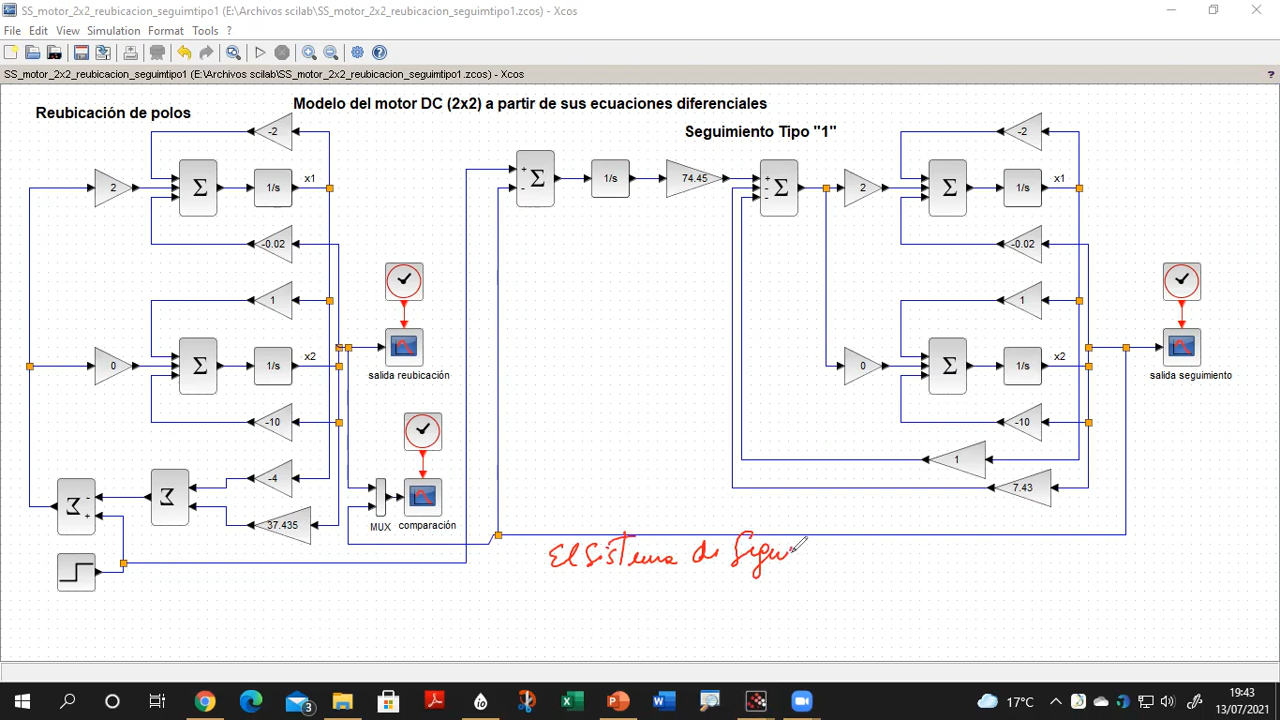 SS_motor_2x2_reubicacion_seguimtipo1 (E:\Archivos scilab\SS_motor_2x2_reubicacion_seguimtipo1.zcos) - Xcos
File Edit View Simulation Format Tools ?
SS_motor_2x2_reubicacion_seguimtipo1 (E:\Archivos scilab\SS_motor_2x2_reubicacion_seguimtipo1.zcos) - Xcos
?
Modelo del motor DC (2x2) a partir de sus ecuaciones diferenciales
Reubicación de polos
Seguimiento Tipo "1"
-2
2
Σ
1/s
x1
-0.02
1
0
Σ
1/s
x2
-10
-4
37.435
Σ
Σ
-
+
salida reubicación
MUX
comparación
+
-
Σ
1/s
74.45
+
-
-
Σ
-2
2
Σ
1/s
x1
-0.02
1
0
Σ
1/s
x2
-10
1
7.43
salida seguimiento
El Sistema de Segui
3
17°C
19:43
13/07/2021